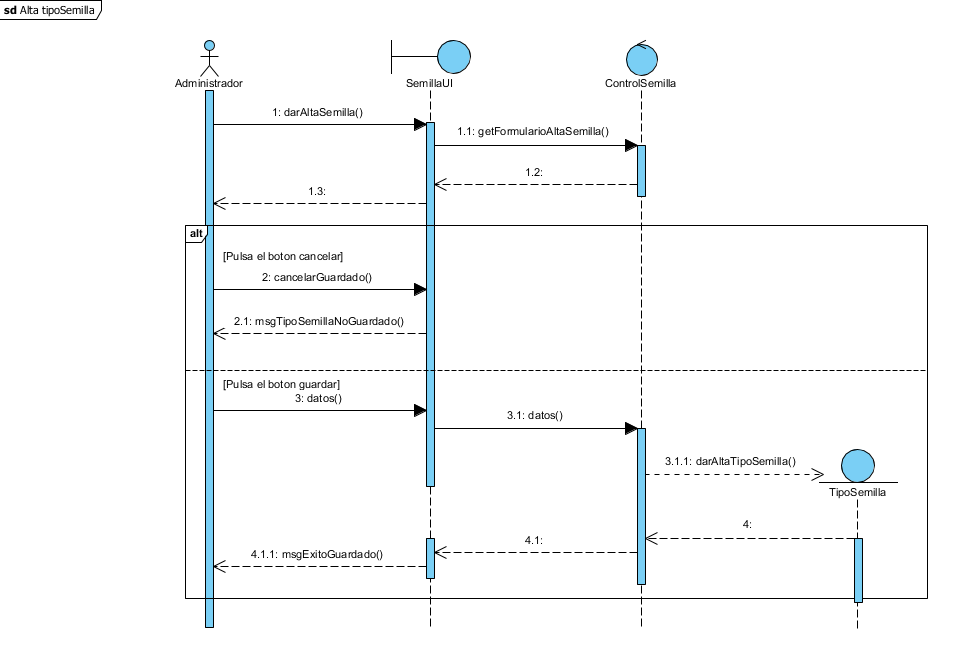 sd Alta tipoSemilla
Administrador
SemillaUI
ControlSemilla
1: darAltaSemilla()
1.1: getFormularioAltaSemilla()
1.2:
1.3:
alt
[Pulsa el boton cancelar]
2: cancelarGuardado()
2.1: msgTipoSemillaNoGuardado()
[Pulsa el boton guardar]
3: datos()
3.1: datos()
3.1.1: darAltaTipoSemilla()
TipoSemilla
4:
4.1:
4.1.1: msgExitoGuardado()